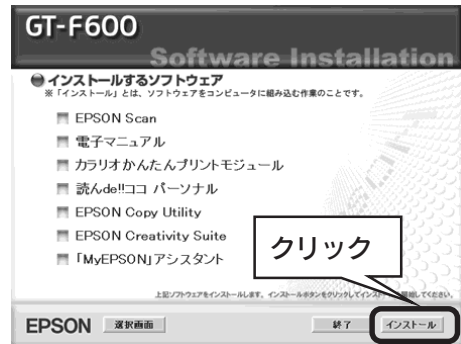 GT-F600
Software Installation
インストールするソフトウェア
※「インストール」とは、ソフトウェアをコンピュータに組み込む作業のことです。
EPSON Scan
電子マニュアル
カラリオかんたんプリントモジュール
読んde!!ココ パーソナル
EPSON Copy Utility
EPSON Creativity Suite
「MyEPSON」アシスタント
クリック
上記ソフトウェアをインストールします。インストールボタンをクリックしてインスト
してください。
EPSON
選択画面
終了
インストール